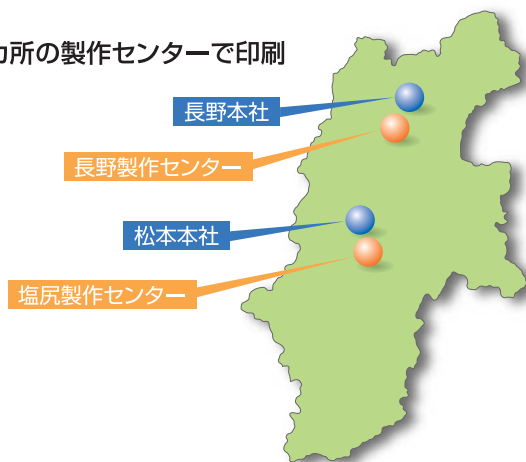 カ所の製作センターで印刷
長野本社
長野製作センター
松本本社
塩尻製作センター